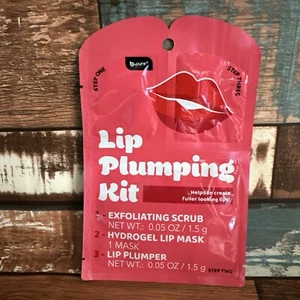 STEP ONE
STEP THREE
Lip
Plumping
Kit
Helps to create
fuller looking lips!
1 - EXFOLIATING SCRUB
NET WT.: 0.05 OZ / 1.5 g
2 - HYDROGEL LIP MASK
1 MASK
3 - LIP PLUMPER
NET WT.: 0.05 OZ / 1.5 g
STEP TWO